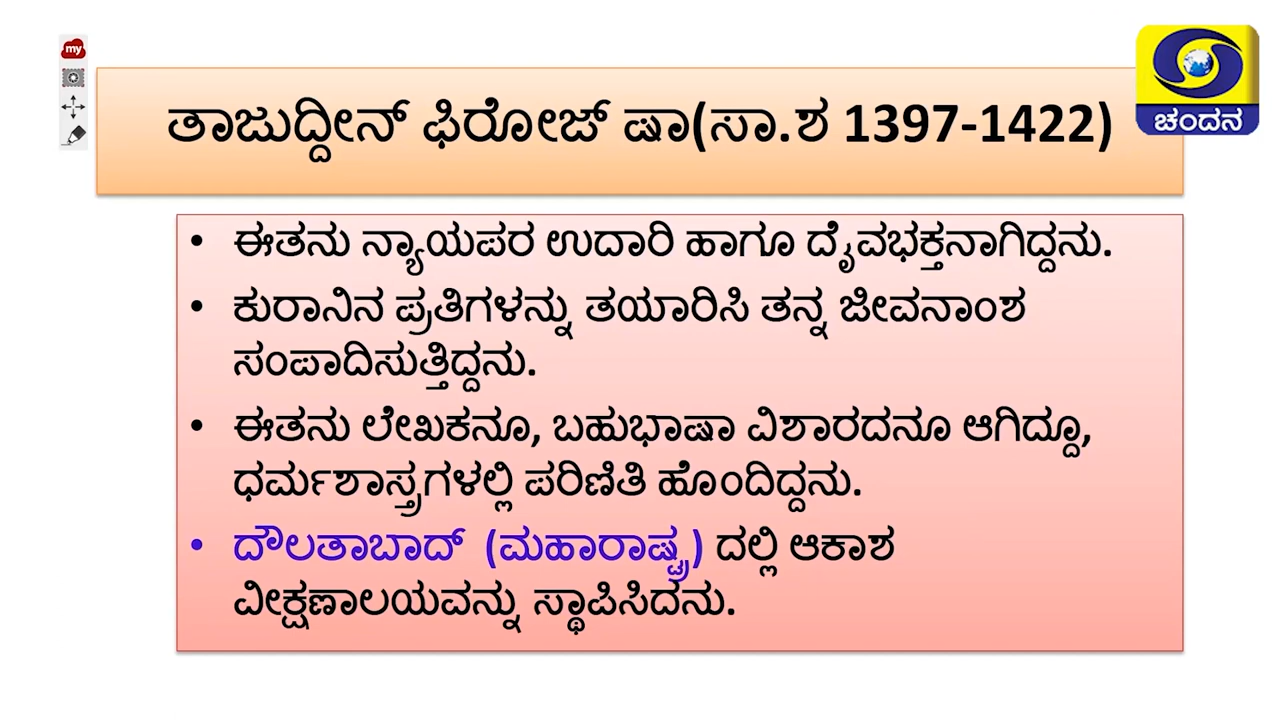 my
ತಾಜುದ್ದೀನ್ ಫಿರೋಜ್ ಷಾ(ಸಾ.ಶ 1397-1422)
ಚಂದನ
• ಈತನು ನ್ಯಾಯಪರ ಉದಾರಿ ಹಾಗೂ ದೈವಭಕ್ತನಾಗಿದ್ದನು.
• ಕುರಾನಿನ ಪ್ರತಿಗಳನ್ನು ತಯಾರಿಸಿ ತನ್ನ ಜೀವನಾಂಶ
ಸಂಪಾದಿಸುತ್ತಿದ್ದನು.
• ಈತನು ಲೇಖಕನೂ, ಬಹುಭಾಷಾ ವಿಶಾರದನೂ ಆಗಿದ್ದೂ,
ಧರ್ಮಶಾಸ್ತ್ರಗಳಲ್ಲಿ ಪರಿಣಿತಿ ಹೊಂದಿದ್ದನು.
• ದೌಲತಾಬಾದ್ (ಮಹಾರಾಷ್ಟ್ರ) ದಲ್ಲಿ ಆಕಾಶ
ವೀಕ್ಷಣಾಲಯವನ್ನು ಸ್ಥಾಪಿಸಿದನು.